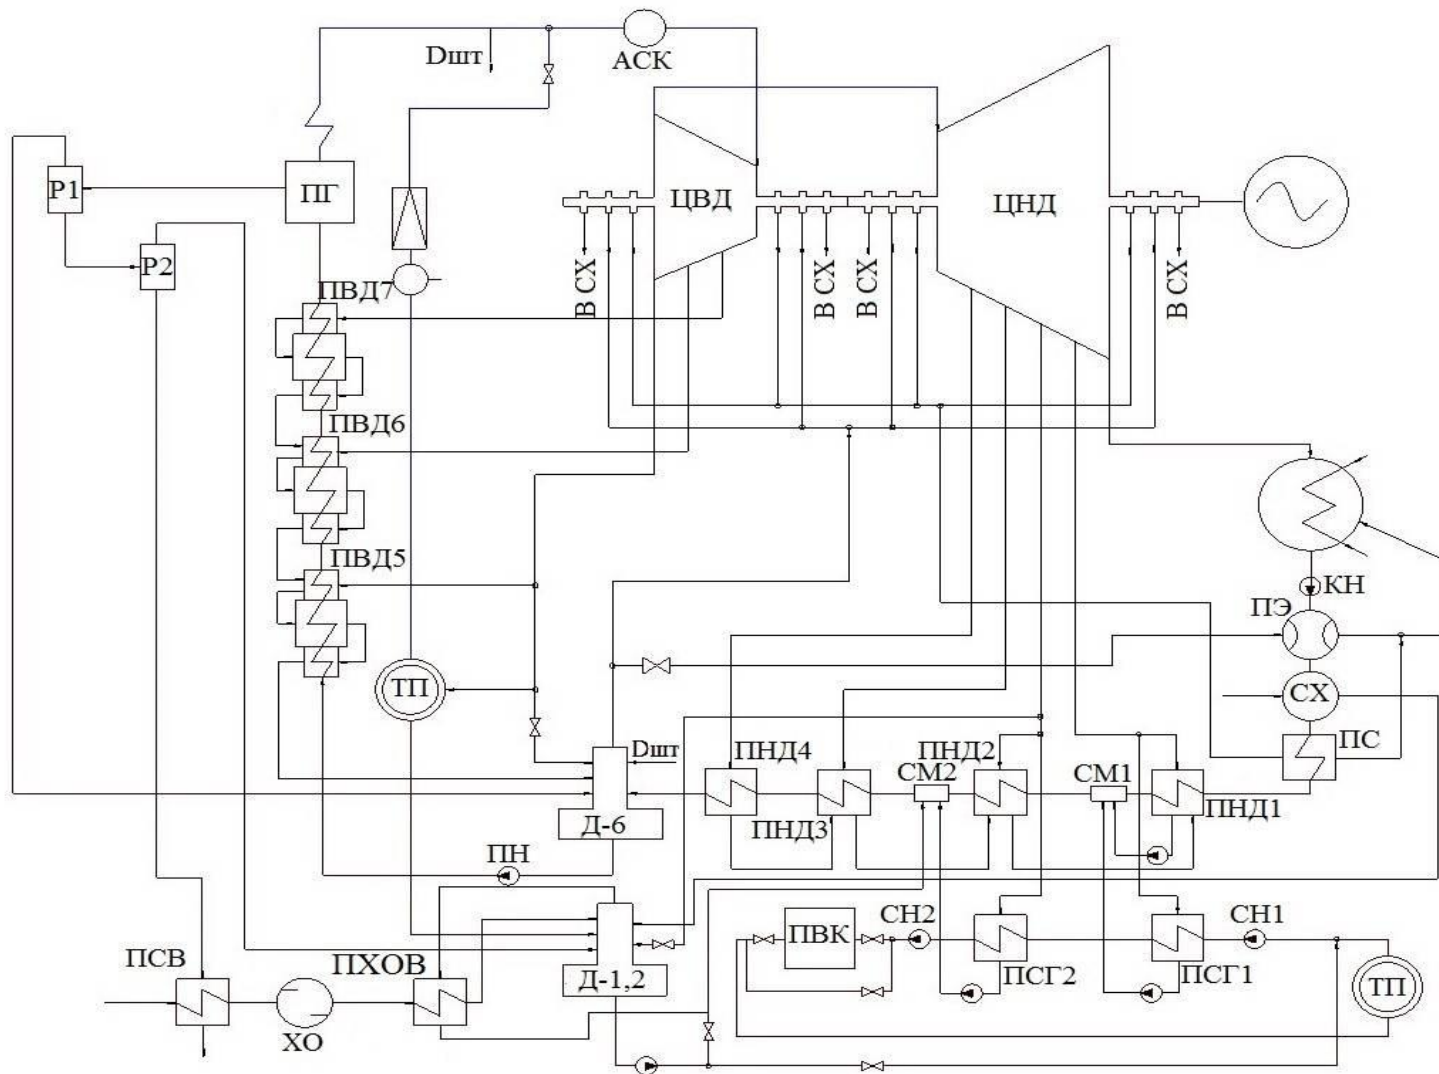 Dшт
АСК
Р1
ПГ
ЦВД
ЦНД
Р2
В СХ
В СХ
В СХ
В СХ
ПВД7
ПВД6
ПВД5
КН
ПЭ
ТП
СХ
Dшт
ПНД4
ПНД2
ПС
СМ2
СМ1
ПНД3
ПНД1
Д-6
ПН
СН2
СН1
ПВК
ПСВ
ПХОВ
Д-1,2
ПСГ2
ПСГ1
ТП
ХО